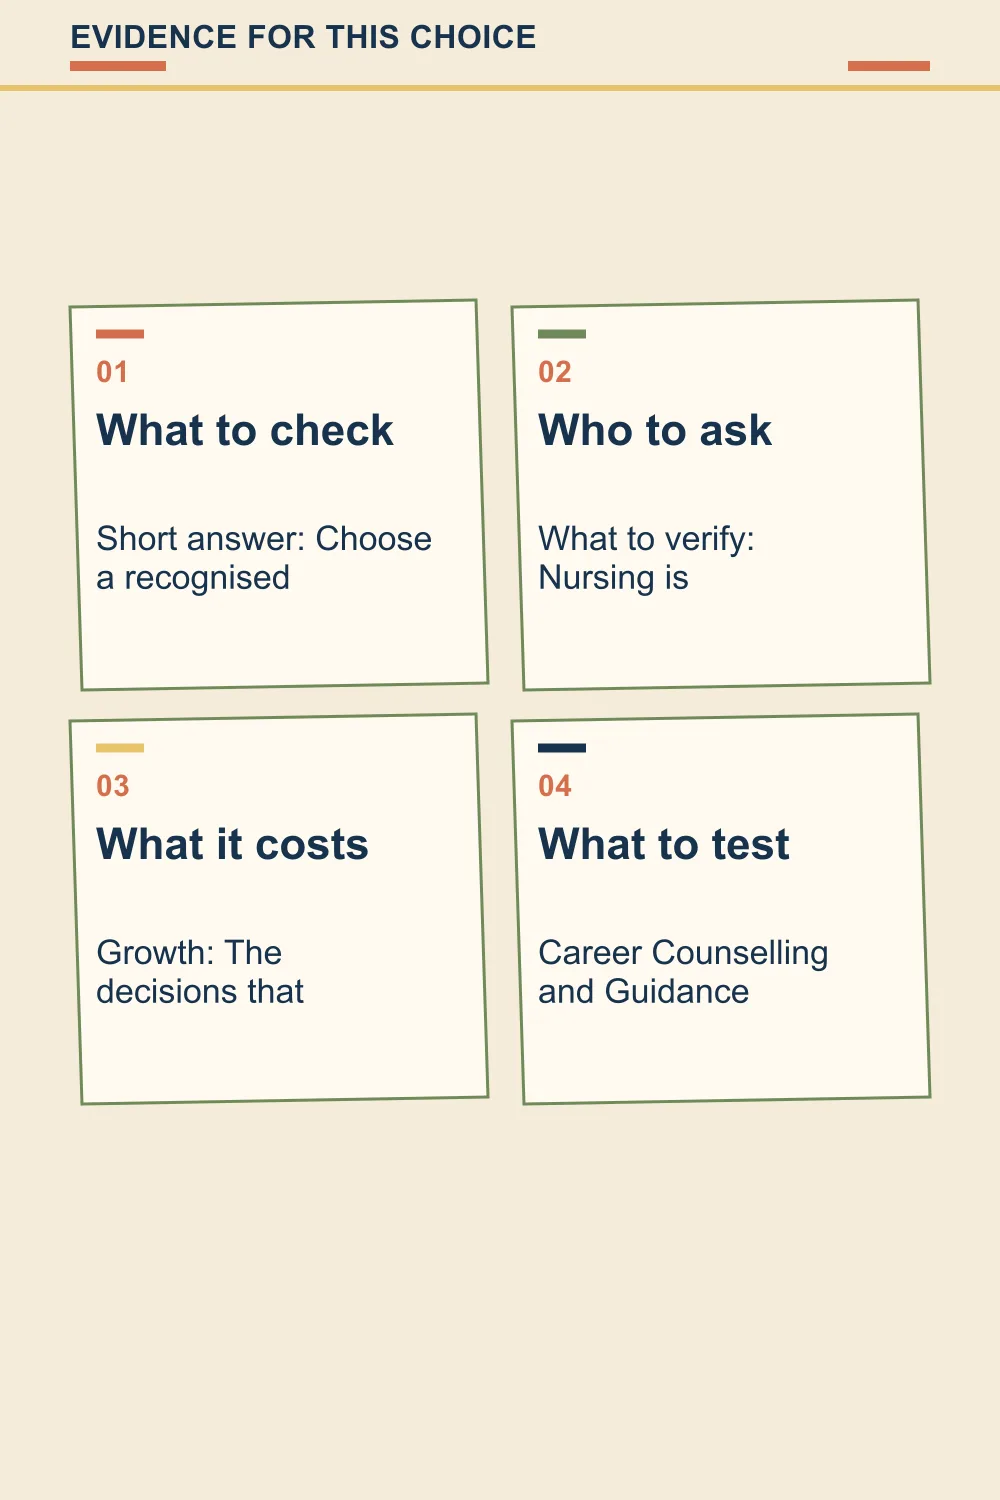 EVIDENCE FOR THIS CHOICE
01
What to check
Short answer: Choose
a recognised
02
Who to ask
What to verify:
Nursing is
03
What it costs
Growth: The
decisions that
04
What to test
Career Counselling
and Guidance